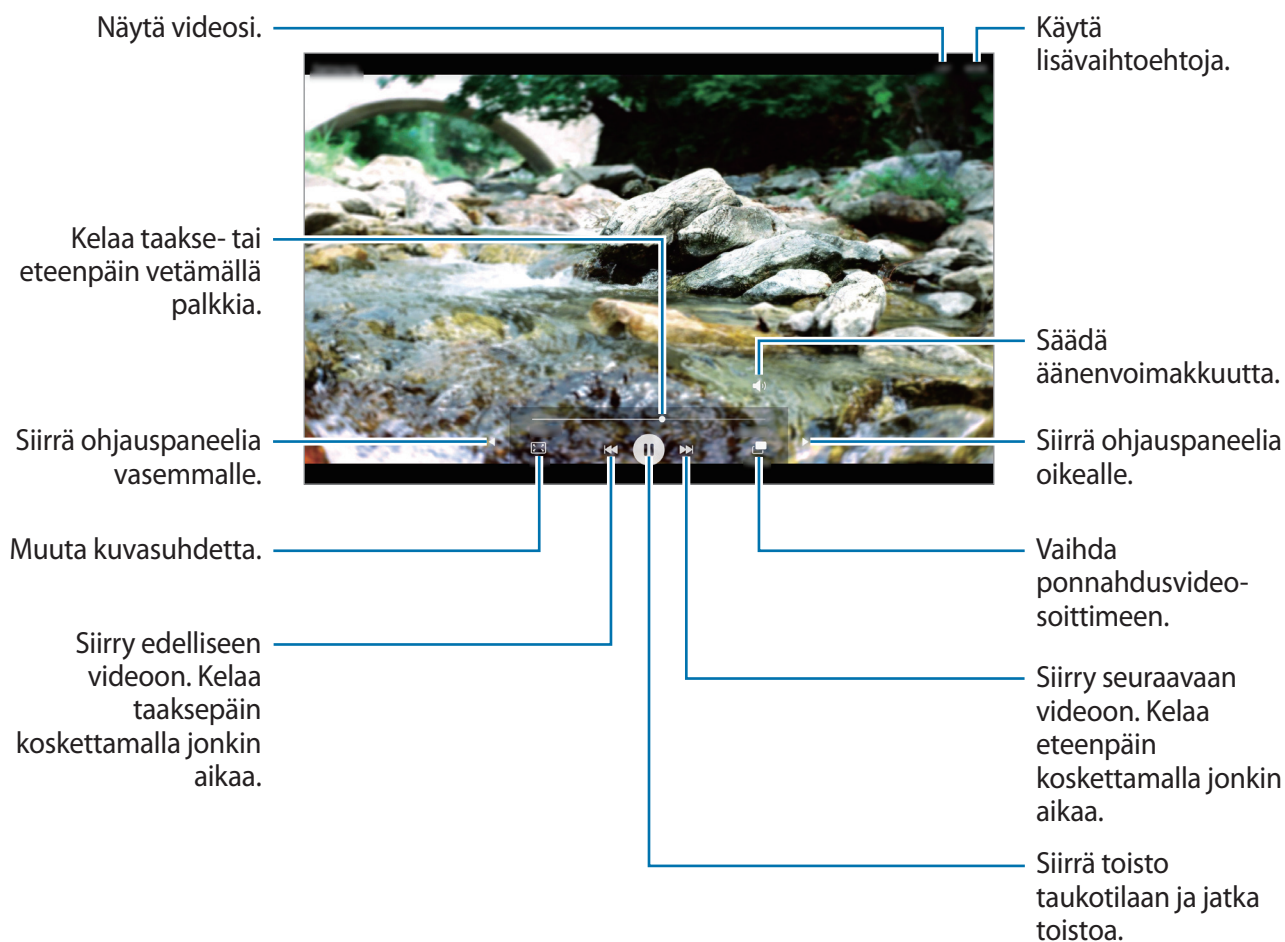 Näytä videosi.
Käytä
lisävaihtoehtoja.
Kelaa taakse- tai
eteenpäin vetämällä
palkkia.
Säädä
äänenvoimakkuutta.
Siirrä ohjauspaneelia
vasemmalle.
Siirrä ohjauspaneelia
oikealle.
Muuta kuvasuhdetta.
Vaihda
ponnahdusvideo-
soittimeen.
Siirry edelliseen
videoon. Kelaa
taaksepäin
koskettamalla jonkin
aikaa.
Siirry seuraavaan
videoon. Kelaa
eteenpäin
koskettamalla jonkin
aikaa.
Siirrä toisto
taukotilaan ja jatka
toistoa.